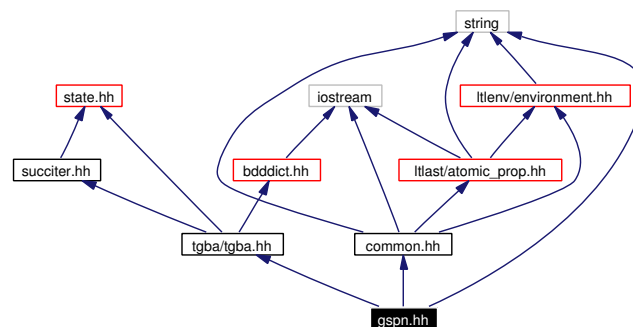 string
state.hh
iostream
ltlenv/environment.hh
succiter.hh
bdddict.hh
ltlast/atomic_prop.hh
tgba/tgba.hh
common.hh
gspn.hh